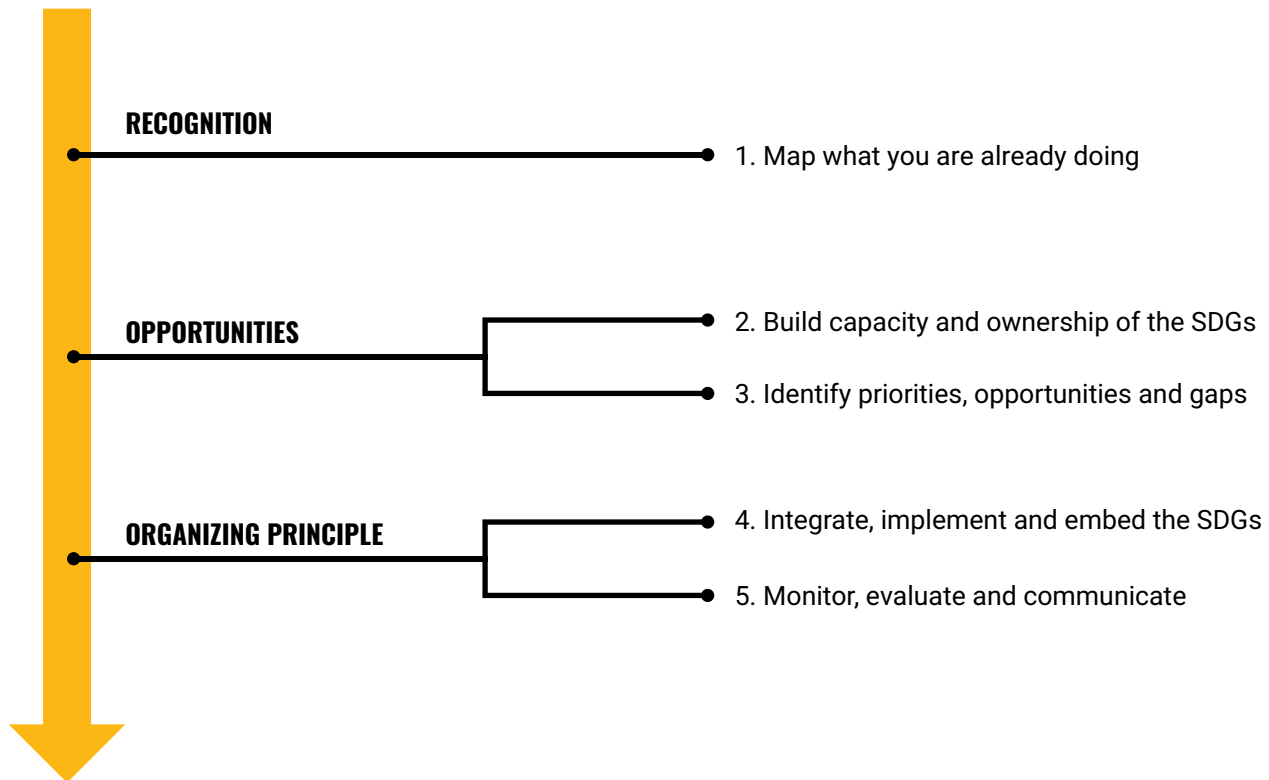 RECOGNITION
1. Map what you are already doing
OPPORTUNITIES
2. Build capacity and ownership of the SDGs
3. Identify priorities, opportunities and gaps
ORGANIZING PRINCIPLE
4. Integrate, implement and embed the SDGs
5. Monitor, evaluate and communicate